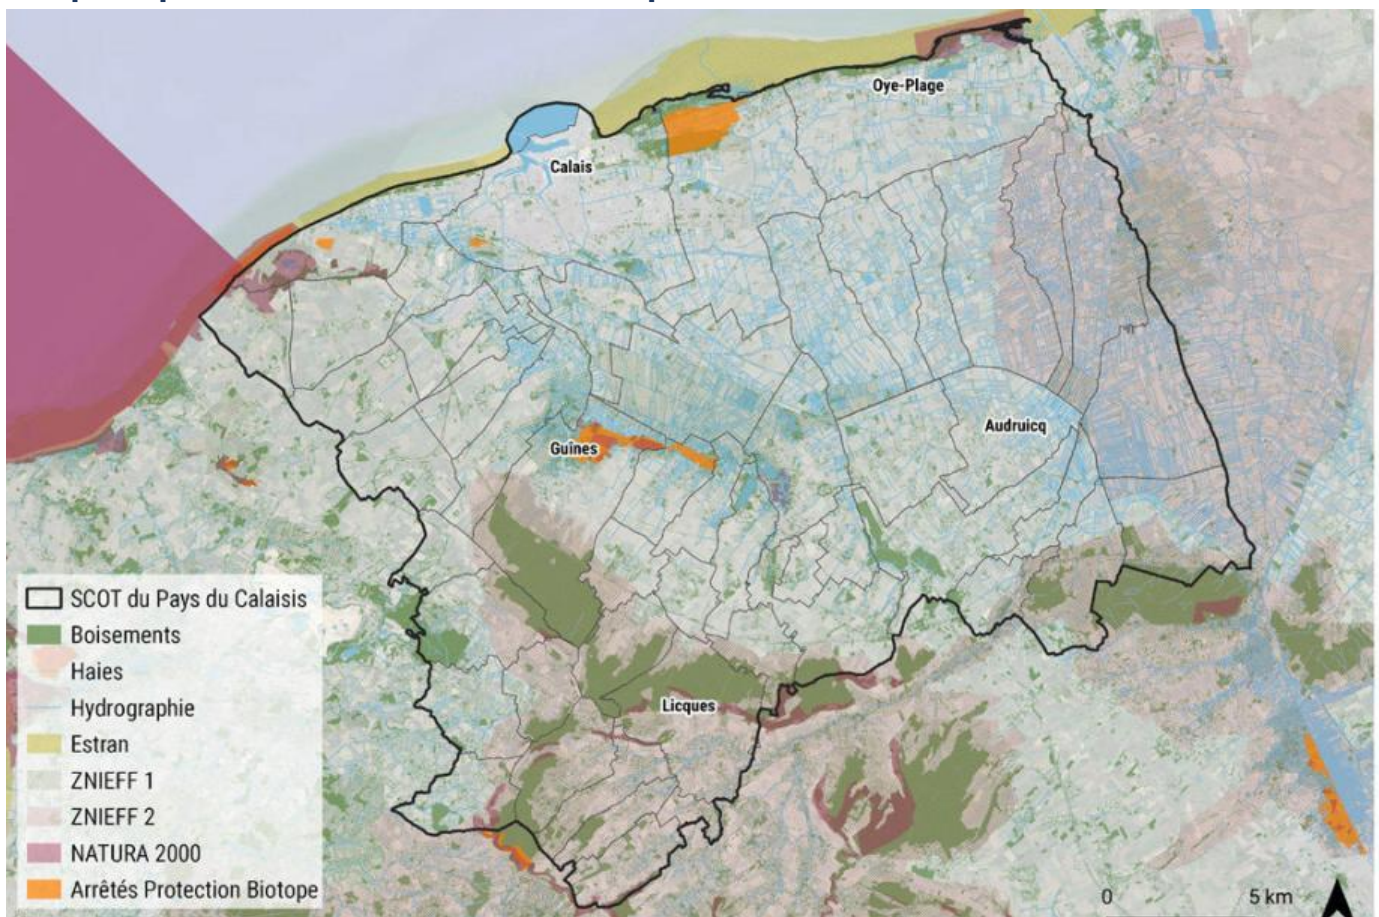 Oye-Plage
Calais
Guînes
Audruicq
Licques
SCOT du Pays du Calaisis
Boisements
Haies
Hydrographie
Estran
ZNIEFF 1
ZNIEFF 2
NATURA 2000
Arrêtés Protection Biotope
0 5 km